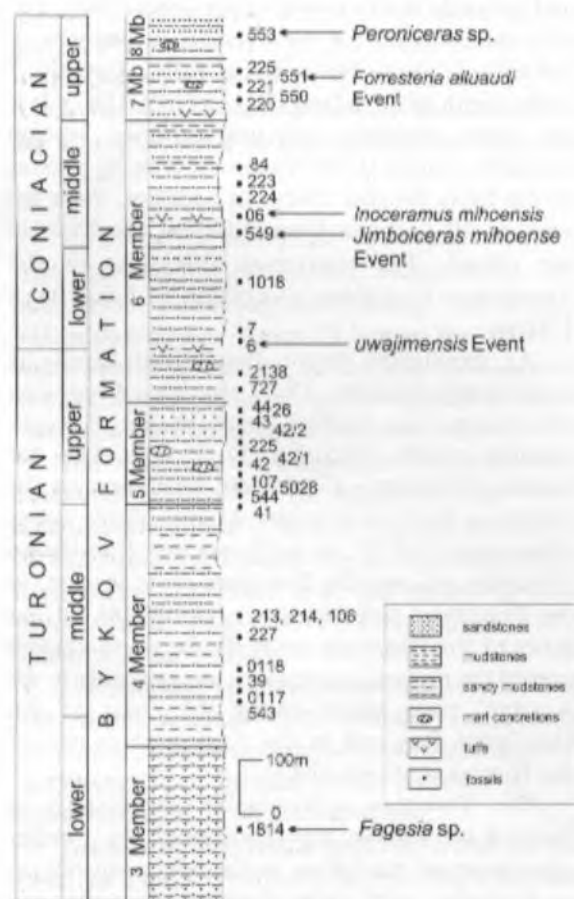 CONIACIAN
TURONIAN
upper
middle
lower
upper
middle
lower
BYKOV FORMATION
8Mb
7 Mb
6 Member
5 Member
4 Member
3 Member
553
Peroniceras sp.
225
551
Forresteria alluaudi
Event
221
220
550
84
223
224
06
Inoceramus mihoensis
549
Jimboiceras mihoense
Event
1018
7
6
uwajimensis Event
2138
727
44
26
43
42/2
225
42
42/1
107
5028
544
41
213, 214, 106
227
0118
39
0117
543
100m
0
1814
Fagesia sp.
sandstones
mudstones
sandy mudstones
marl concretions
tuffs
fossils